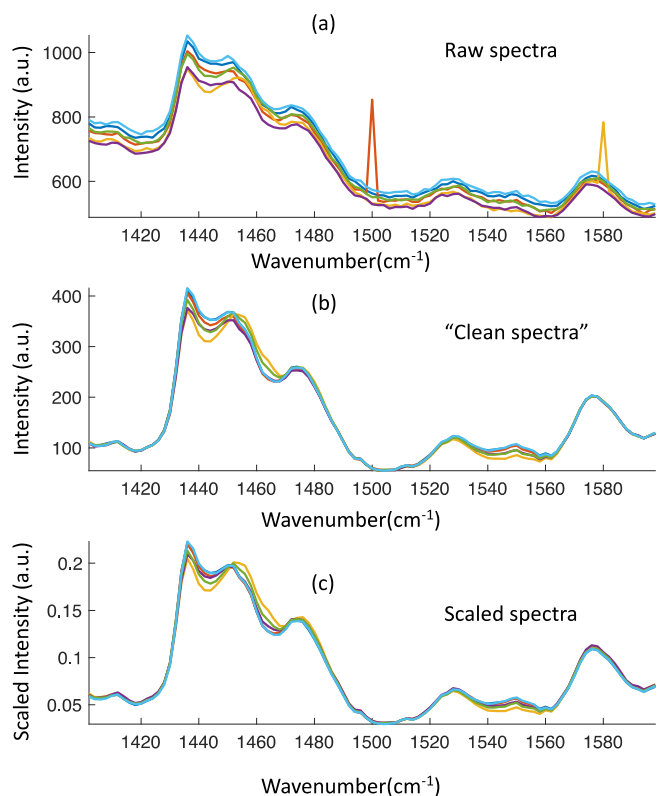 (a)
Raw spectra
Intensity (a.u.)
1000
800
600
1420 1440 1460 1480 1500 1520 1540 1560 1580
Wavenumber(cm-1)
(b)
“Clean spectra”
Intensity (a.u.)
400
300
200
100
1420 1440 1460 1480 1500 1520 1540 1560 1580
Wavenumber(cm-1)
(c)
Scaled spectra
Scaled Intensity (a.u.)
0.2
0.15
0.1
0.05
1420 1440 1460 1480 1500 1520 1540 1560 1580
Wavenumber(cm-1)